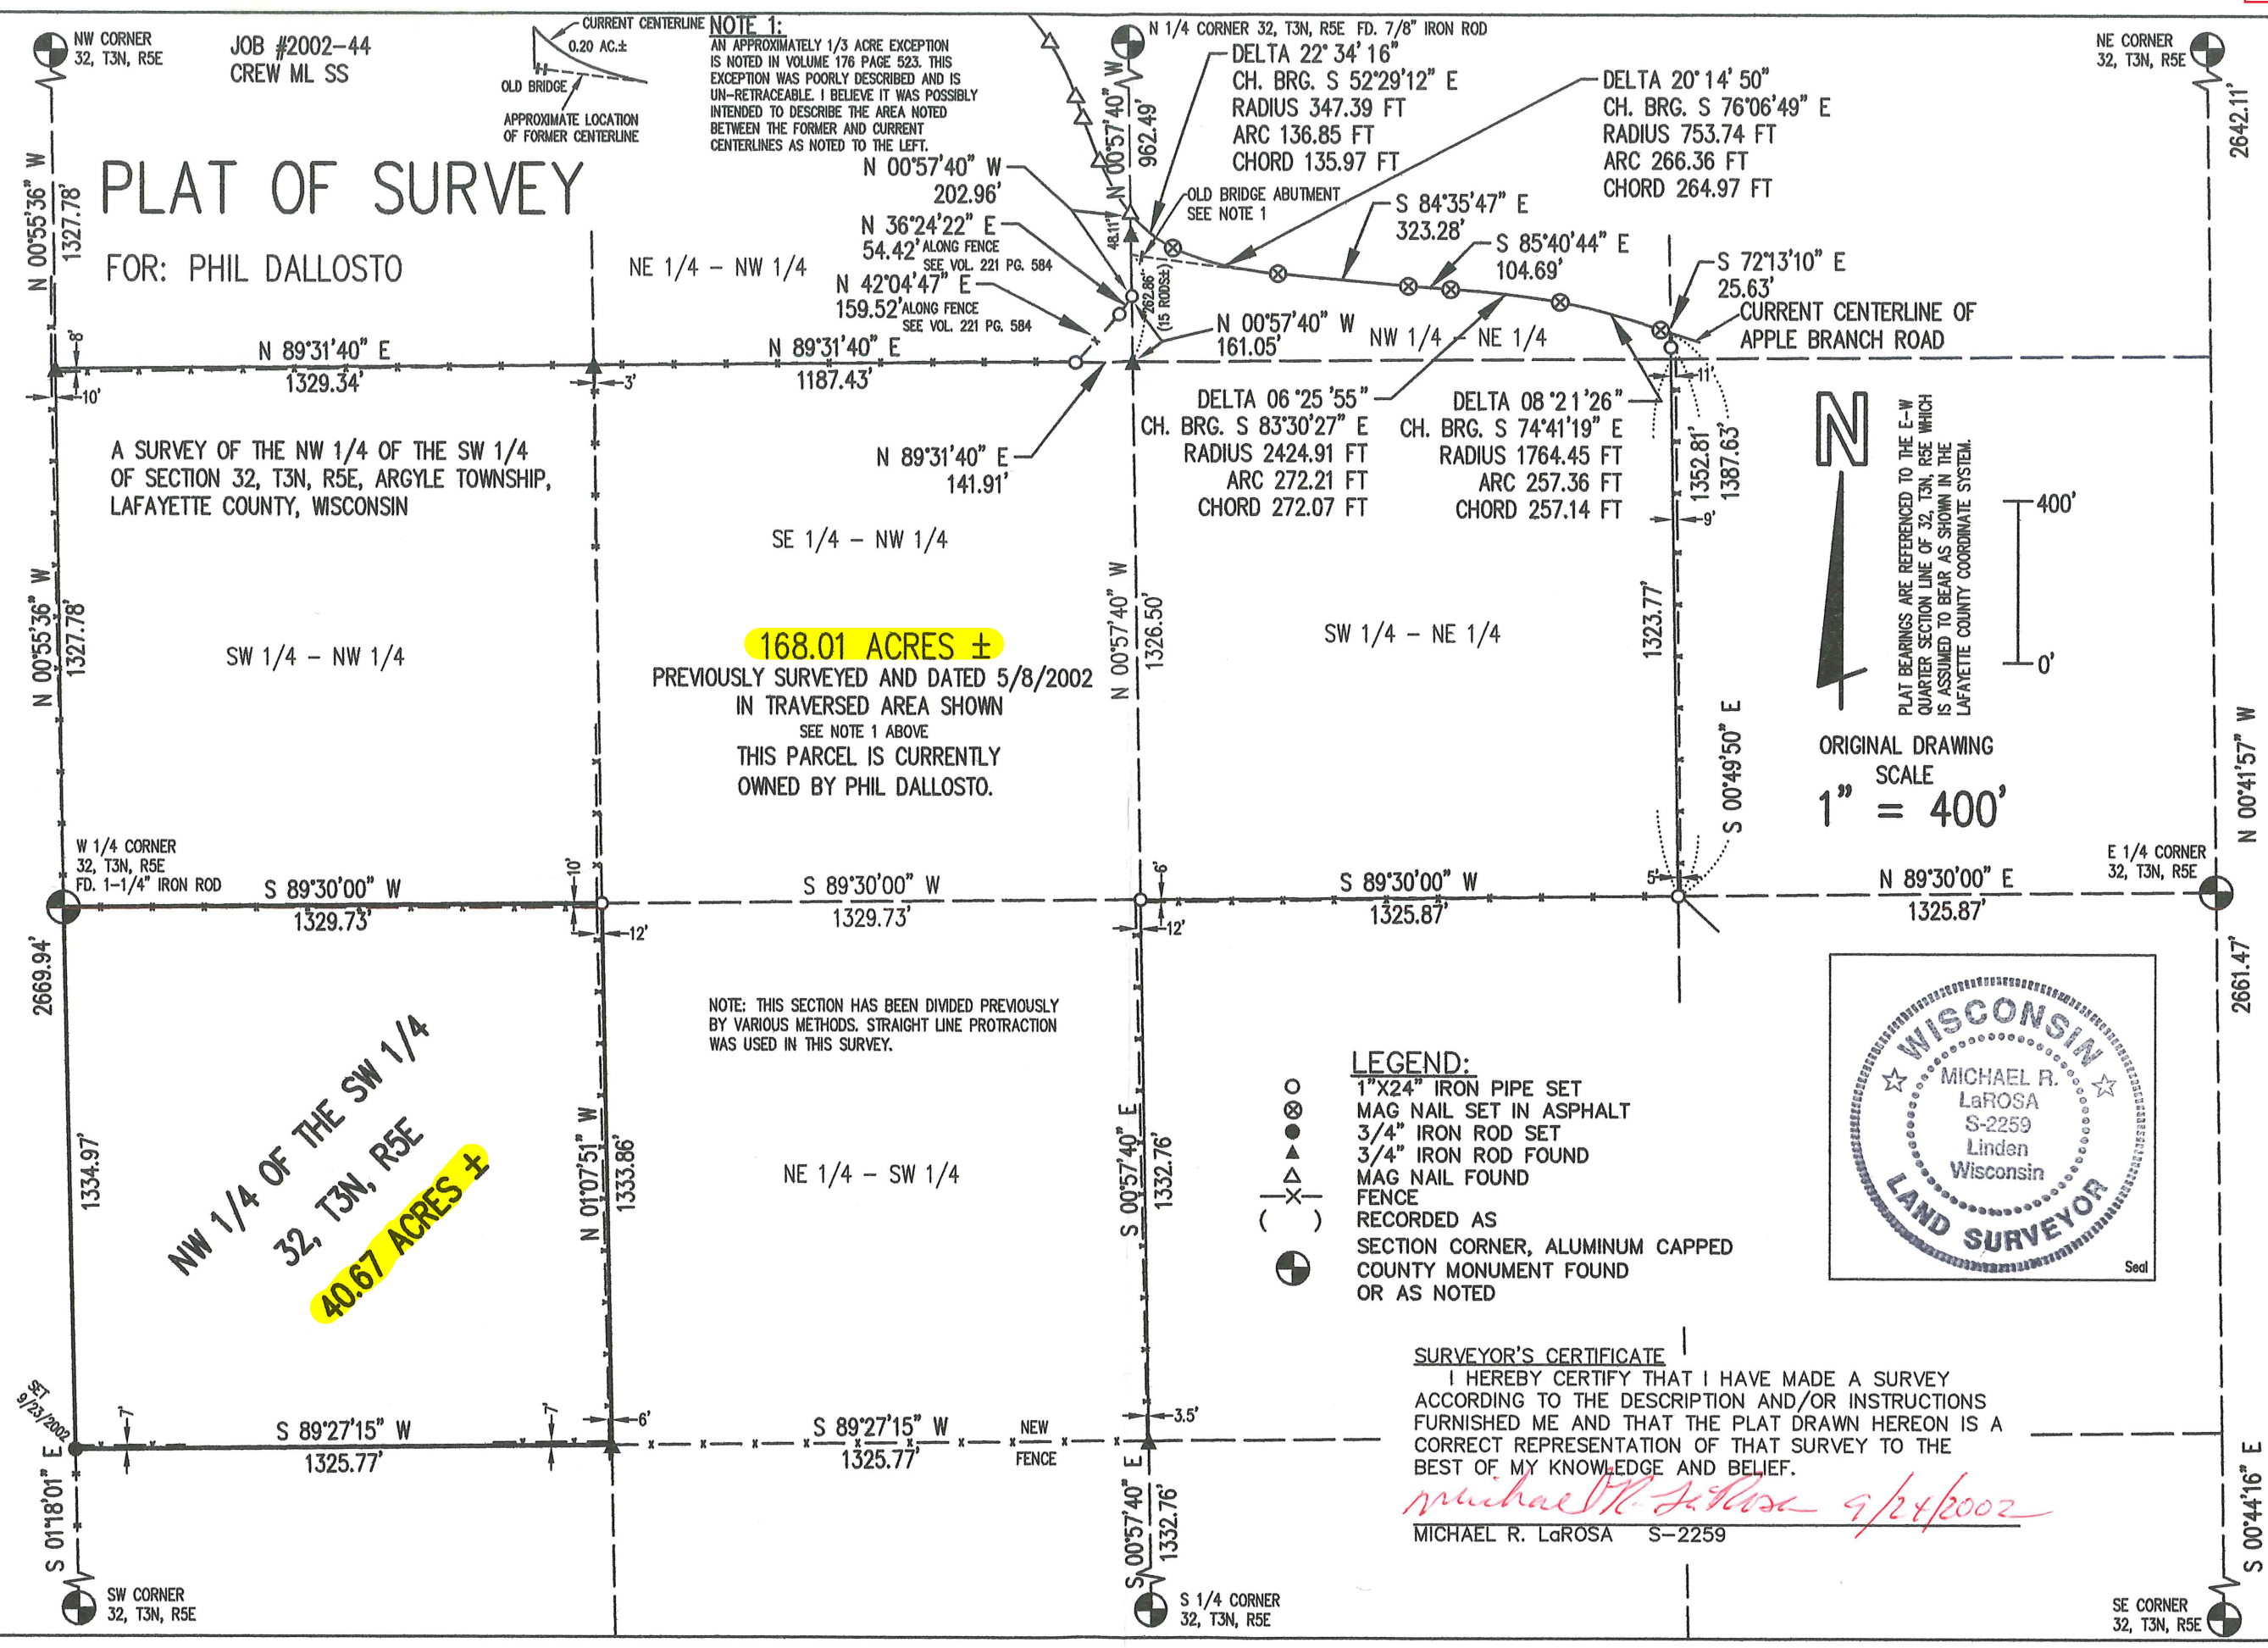 NW CORNER
32, T3N, R5E
JOB #2002-44
CREW ML SS
CURRENT CENTERLINE
0.20 AC.±
OLD BRIDGE
APPROXIMATE LOCATION
OF FORMER CENTERLINE
NOTE 1:
AN APPROXIMATELY 1/3 ACRE EXCEPTION
IS NOTED IN VOLUME 176 PAGE 523. THIS
EXCEPTION WAS POORLY DESCRIBED AND IS
UN-RETRACEABLE. I BELIEVE IT WAS POSSIBLY
INTENDED TO DESCRIBE THE AREA NOTED
BETWEEN THE FORMER AND CURRENT
CENTERLINES AS NOTED TO THE LEFT.
N 1/4 CORNER 32, T3N, R5E FD. 7/8" IRON ROD
DELTA 22° 34' 16"
CH. BRG. S 52°29'12" E
RADIUS 347.39 FT
ARC 136.85 FT
CHORD 135.97 FT
DELTA 20° 14' 50"
CH. BRG. S 76°06'49" E
RADIUS 753.74 FT
ARC 266.36 FT
CHORD 264.97 FT
NE CORNER
32, T3N, R5E
2642.11'
N 00°55'36" W
1327.78'
PLAT OF SURVEY
FOR: PHIL DALLOSTO
N 00°57'40" W
962.49'
N 00°57'40" W
202.96'
N 36°24'22" E
54.42' ALONG FENCE
SEE VOL. 221 PG. 584
N 42°04'47" E
159.52' ALONG FENCE
SEE VOL. 221 PG. 584
48.11'
262.86'
(15 RODS±)
OLD BRIDGE ABUTMENT
SEE NOTE 1
S 84°35'47" E
323.28'
S 85°40'44" E
104.69'
S 72°13'10" E
25.63'
CURRENT CENTERLINE OF
APPLE BRANCH ROAD
NE 1/4 - NW 1/4
N 00°57'40" W
161.05'
NW 1/4 - NE 1/4
8'
10'
N 89°31'40" E
1329.34'
3'
N 89°31'40" E
1187.43'
11'
DELTA 06°25'55"
CH. BRG. S 83°30'27" E
RADIUS 2424.91 FT
ARC 272.21 FT
CHORD 272.07 FT
DELTA 08°21'26"
CH. BRG. S 74°41'19" E
RADIUS 1764.45 FT
ARC 257.36 FT
CHORD 257.14 FT
1352.81'
1387.63'
9'
N 89°31'40" E
141.91'
A SURVEY OF THE NW 1/4 OF THE SW 1/4
OF SECTION 32, T3N, R5E, ARGYLE TOWNSHIP,
LAFAYETTE COUNTY, WISCONSIN
N
PLAT BEARINGS ARE REFERENCED TO THE E-W
QUARTER SECTION LINE OF 32, T3N, R5E WHICH
IS ASSUMED TO BEAR AS SHOWN IN THE
LAFAYETTE COUNTY COORDINATE SYSTEM.
400'
0'
SE 1/4 - NW 1/4
N 00°55'36" W
1327.78'
SW 1/4 - NW 1/4
168.01 ACRES ±
PREVIOUSLY SURVEYED AND DATED 5/8/2002
IN TRAVERSED AREA SHOWN
SEE NOTE 1 ABOVE
THIS PARCEL IS CURRENTLY
OWNED BY PHIL DALLOSTO.
N 00°57'40" W
1326.50'
SW 1/4 - NE 1/4
1323.77'
S 00°49'50" E
ORIGINAL DRAWING
SCALE
1" = 400'
N 00°41'57" W
W 1/4 CORNER
32, T3N, R5E
FD. 1-1/4" IRON ROD
S 89°30'00" W
1329.73'
10'
12'
S 89°30'00" W
1329.73'
6'
12'
S 89°30'00" W
1325.87'
5'
N 89°30'00" E
1325.87'
E 1/4 CORNER
32, T3N, R5E
2669.94'
2661.47'
NOTE: THIS SECTION HAS BEEN DIVIDED PREVIOUSLY
BY VARIOUS METHODS. STRAIGHT LINE PROTRACTION
WAS USED IN THIS SURVEY.
1334.97'
NW 1/4 OF THE SW 1/4
32, T3N, R5E
40.67 ACRES ±
N 01°07'51" W
1333.86'
NE 1/4 - SW 1/4
S 00°57'40" E
1332.76'
LEGEND:
1"X24" IRON PIPE SET
MAG NAIL SET IN ASPHALT
3/4" IRON ROD SET
3/4" IRON ROD FOUND
MAG NAIL FOUND
FENCE
( ) RECORDED AS
SECTION CORNER, ALUMINUM CAPPED
COUNTY MONUMENT FOUND
OR AS NOTED
WISCONSIN
MICHAEL R.
LaROSA
S-2259
Linden
Wisconsin
LAND SURVEYOR
Seal
SET
9/23/2002
7'
S 89°27'15" W
1325.77'
7'
6'
S 89°27'15" W
1325.77'
NEW
FENCE
3.5'
S 01°18'01" E
S 00°57'40" E
1332.76'
S 00°44'16" E
SURVEYOR'S CERTIFICATE
I HEREBY CERTIFY THAT I HAVE MADE A SURVEY
ACCORDING TO THE DESCRIPTION AND/OR INSTRUCTIONS
FURNISHED ME AND THAT THE PLAT DRAWN HEREON IS A
CORRECT REPRESENTATION OF THAT SURVEY TO THE
BEST OF MY KNOWLEDGE AND BELIEF.
Michael R. LaRosa 9/24/2002
MICHAEL R. LaROSA S-2259
SW CORNER
32, T3N, R5E
S 1/4 CORNER
32, T3N, R5E
SE CORNER
32, T3N, R5E